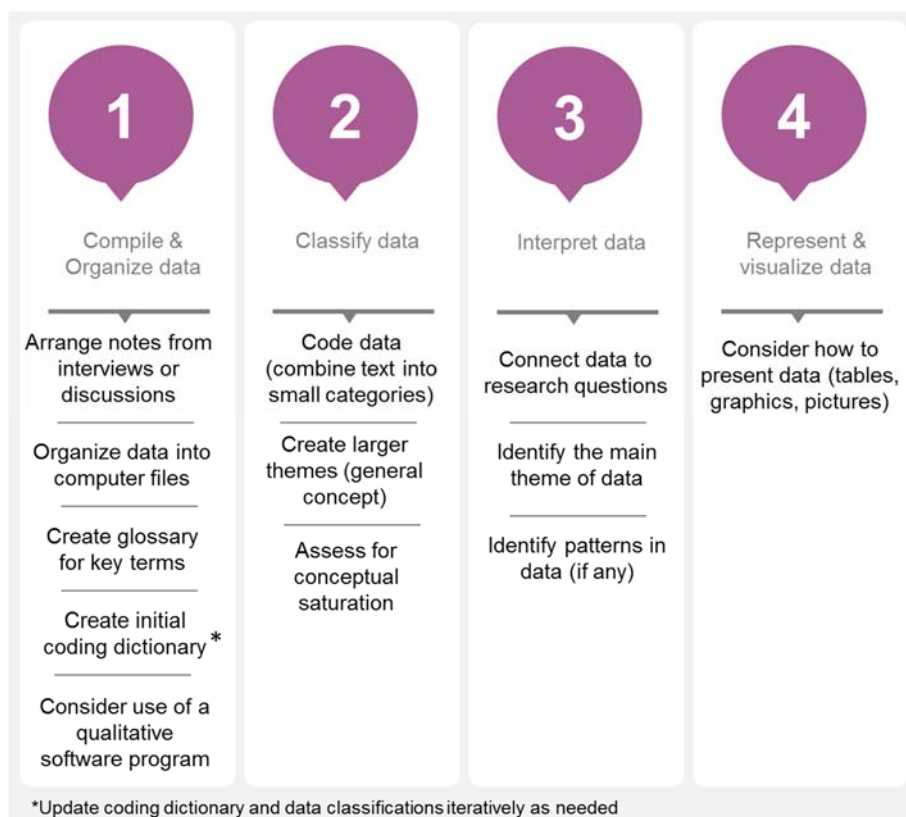 1
Compile &
Organize data
Arrange notes from
interviews or
discussions
Organize data into
computer files
Create glossary
for key terms
Create initial
coding dictionary*
Consider use of a
qualitative
software program
2
Classify data
Code data
(combine text into
small categories)
Create larger
themes (general
concept)
Assess for
conceptual
saturation
3
Interpret data
Connect data to
research questions
Identify the main
theme of data
Identify patterns in
data (if any)
4
Represent &
visualize data
Consider how to
present data (tables,
graphics, pictures)
*Update coding dictionary and data classifications iteratively as needed